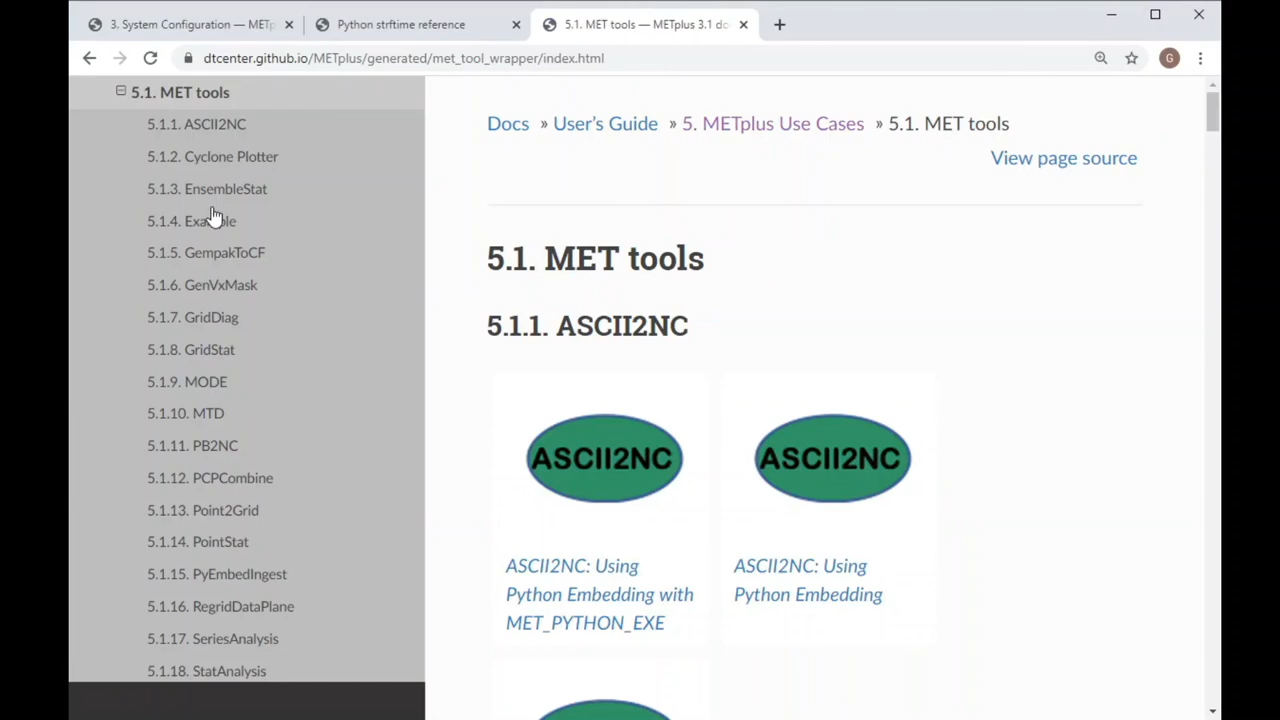 3. System Configuration — METp
Python strftime reference
5.1. MET tools — METplus 3.1 do
dtcenter.github.io/METplus/generated/met_tool_wrapper/index.html
G
5.1. MET tools
5.1.1. ASCII2NC
5.1.2. Cyclone Plotter
5.1.3. EnsembleStat
5.1.4. Example
5.1.5. GempakToCF
5.1.6. GenVxMask
5.1.7. GridDiag
5.1.8. GridStat
5.1.9. MODE
5.1.10. MTD
5.1.11. PB2NC
5.1.12. PCPCombine
5.1.13. Point2Grid
5.1.14. PointStat
5.1.15. PyEmbedIngest
5.1.16. RegridDataPlane
5.1.17. SeriesAnalysis
5.1.18. StatAnalysis
Docs » User's Guide » 5. METplus Use Cases » 5.1. MET tools
View page source
5.1. MET tools
5.1.1. ASCII2NC
ASCII2NC
ASCII2NC: Using
Python Embedding with
MET_PYTHON_EXE
ASCII2NC
ASCII2NC: Using
Python Embedding